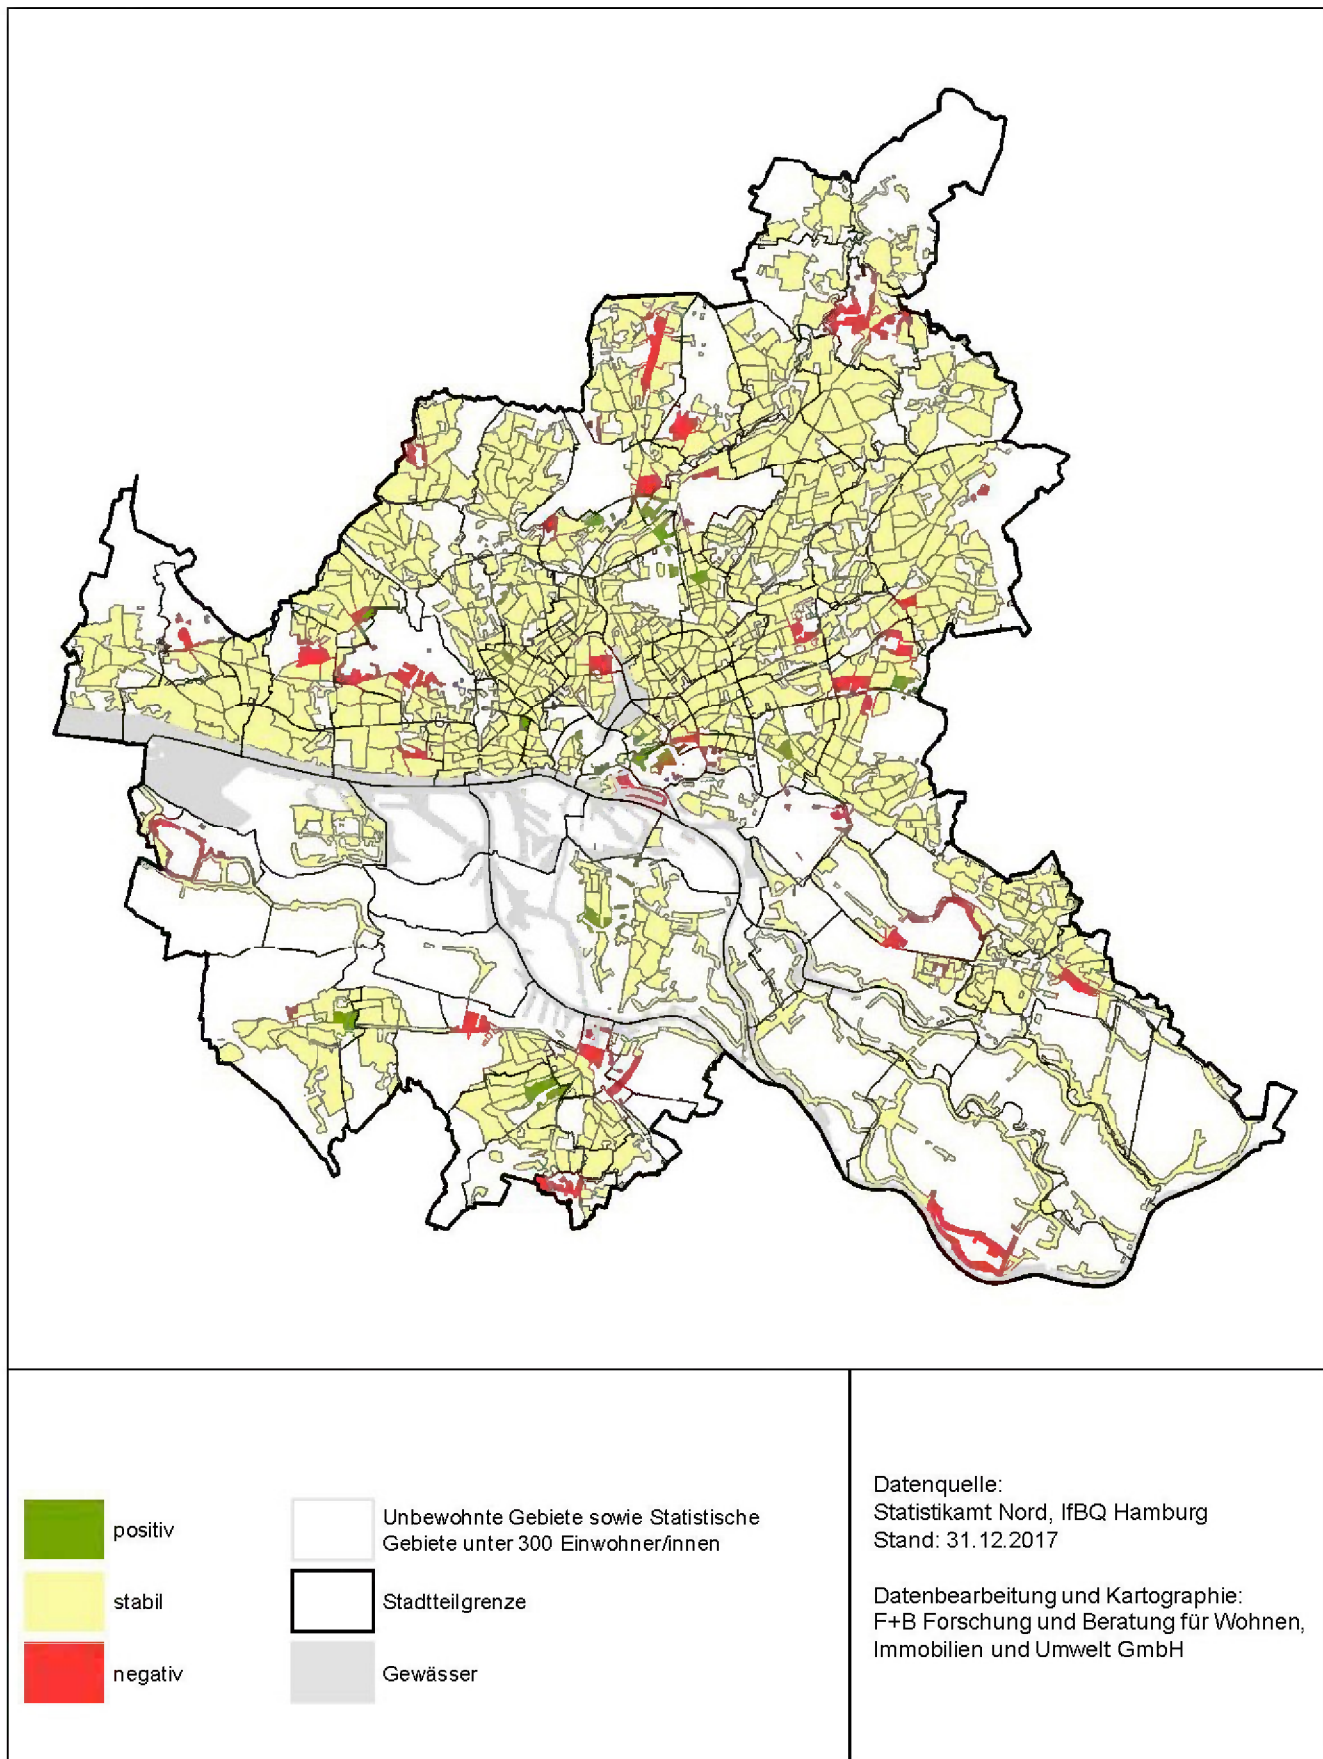 positiv
stabil
negativ
Unbewohnte Gebiete sowie Statistische
Gebiete unter 300 Einwohner/innen
Stadtteilgrenze
Gewässer
Datenquelle:
Statistikamt Nord, IfBQ Hamburg
Stand: 31.12.2017
Datenbearbeitung und Kartographie:
F+B Forschung und Beratung für Wohnen,
Immobilien und Umwelt GmbH